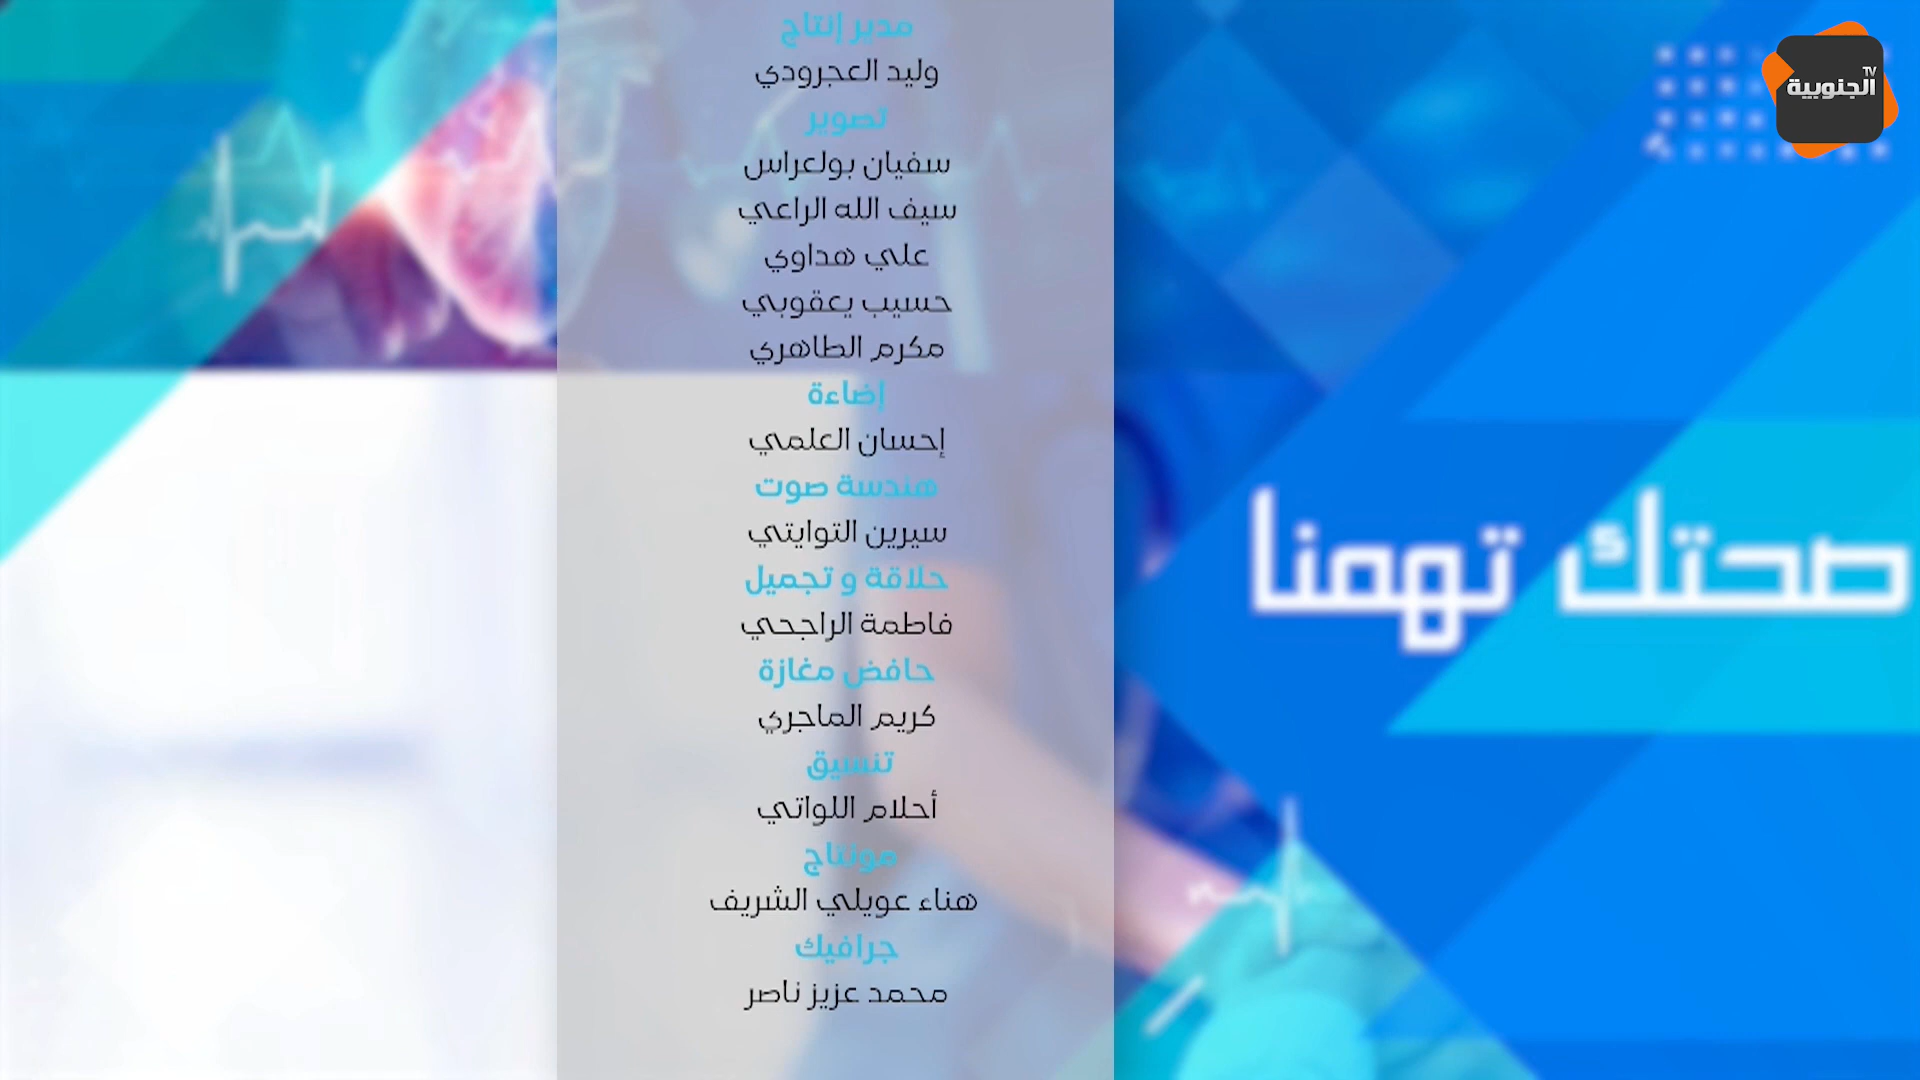 مدير إنتاج
وليد العجرودي
تصوير
سفيان بولعراس
سيف الله الراعي
علي هداوي
حسيب يعقوبي
مكرم الطاهري
إضاءة
إحسان العلمي
هندسة صوت
سيرين التوايتي
حلاقة و تجميل
فاطمة الراجحي
حافض مغازة
كريم الماجري
تنسيق
أحلام اللواتي
مونتاج
هناء عويلي الشريف
جرافيك
محمد عزيز ناصر
صحتك تهمنا
TV
الجنوبية